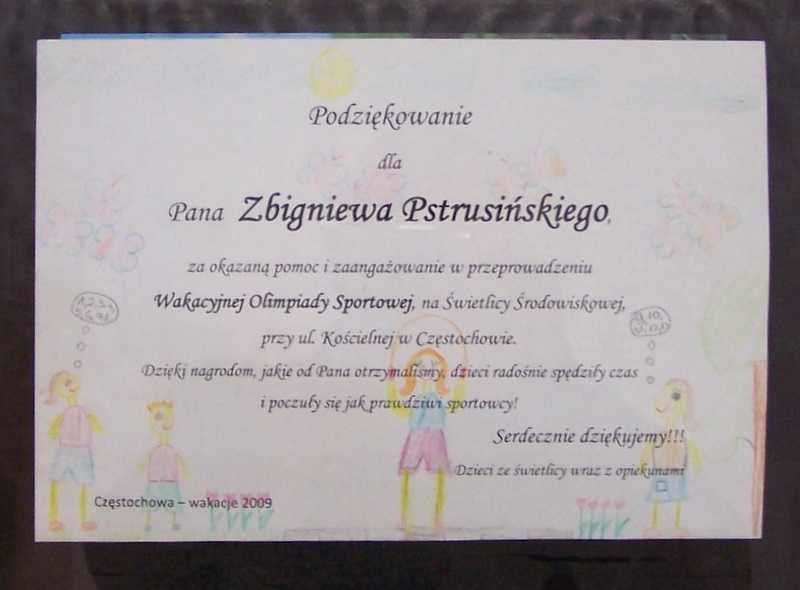 Podziękowanie
dla
Pana Zbigniewa Pstrusińskiego,
za okazaną pomoc i zaangażowanie w przeprowadzeniu
Wakacyjnej Olimpiady Sportowej, na Świetlicy Środowiskowej,
przy ul. Kościelnej w Częstochowie.
Dzięki nagrodom, jakie od Pana otrzymaliśmy, dzieci radośnie spędziły czas
i poczuły się jak prawdziwi sportowcy!
Serdecznie dziękujemy!!!
Dzieci ze świetlicy wraz z opiekunami
Częstochowa – wakacje 2009